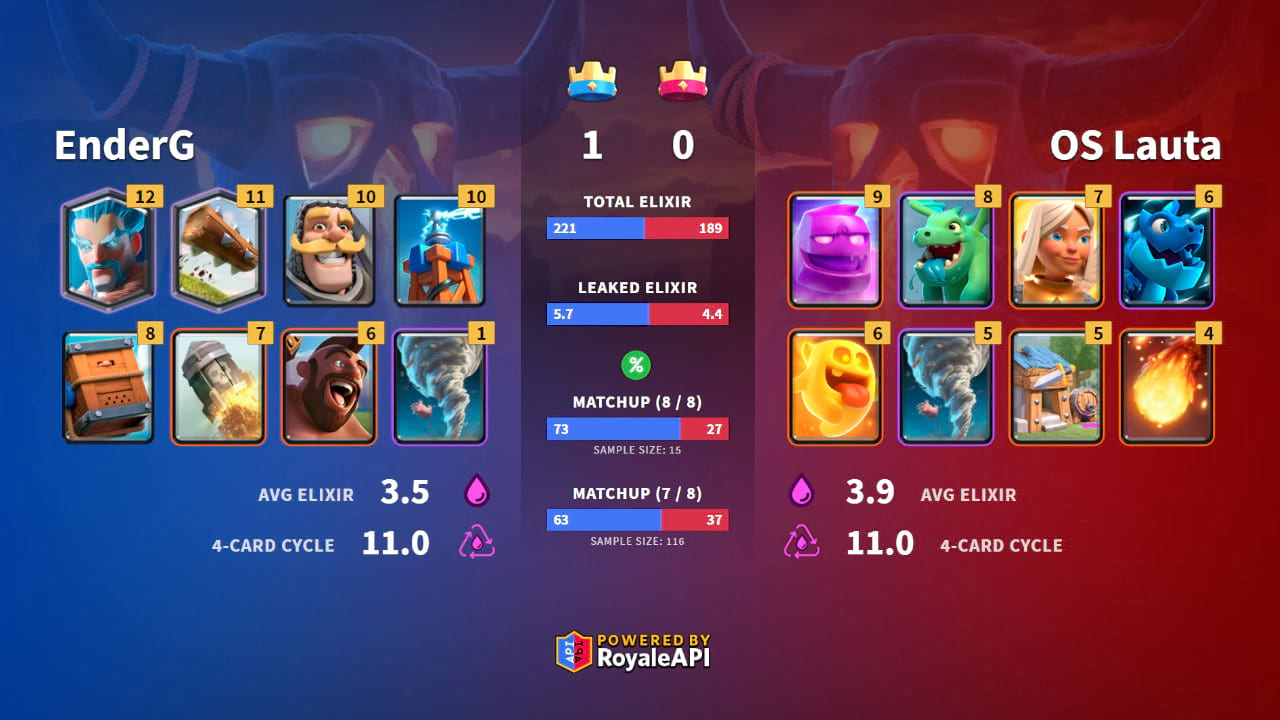 EnderG
OS Lauta
1 0
TOTAL ELIXIR
221 189
LEAKED ELIXIR
5.7 4.4
%
MATCHUP (8 / 8)
73 27
SAMPLE SIZE: 15
MATCHUP (7 / 8)
63 37
SAMPLE SIZE: 116
12 11 10 10
8 7 6 1
AVG ELIXIR 3.5
4-CARD CYCLE 11.0
9 8 7 6
6 5 5 4
3.9 AVG ELIXIR
11.0 4-CARD CYCLE
API API
POWERED BY
RoyaleAPI